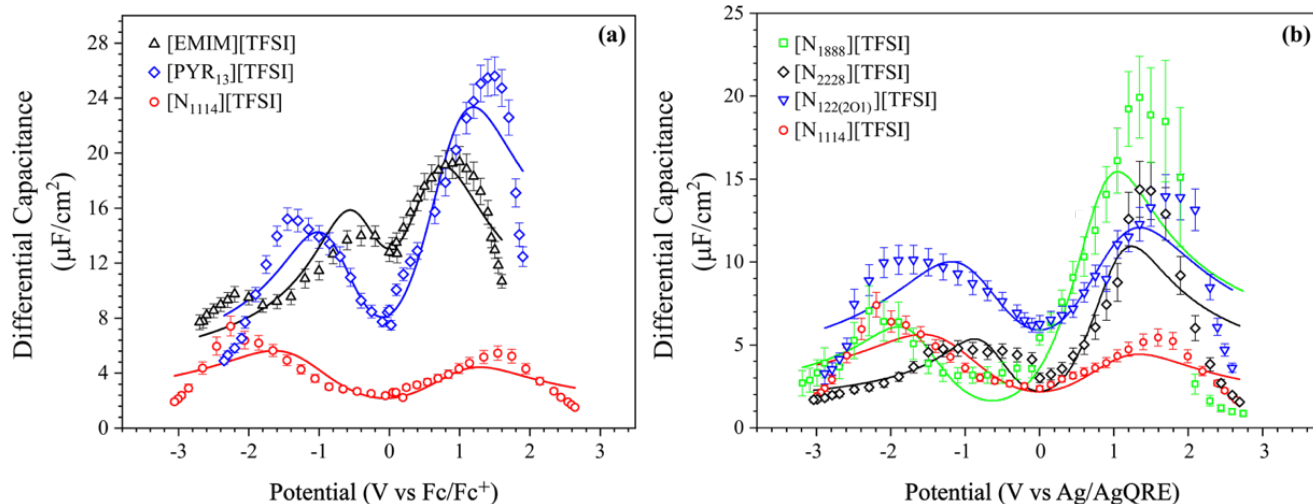 (a)
[EMIM][TFSI]
[PYR₁₃][TFSI]
[N₁₁₁₄][TFSI]
28
24
20
16
12
8
4
0
Differential Capacitance
(µF/cm²)
-3 -2 -1 0 1 2 3
Potential (V vs Fc/Fc⁺)
(b)
[N₁₈₈₈][TFSI]
[N₂₂₂₈][TFSI]
[N₁₂₂₍₂O₁₎][TFSI]
[N₁₁₁₄][TFSI]
25
20
15
10
5
0
Differential Capacitance
(µF/cm²)
-3 -2 -1 0 1 2 3
Potential (V vs Ag/AgQRE)